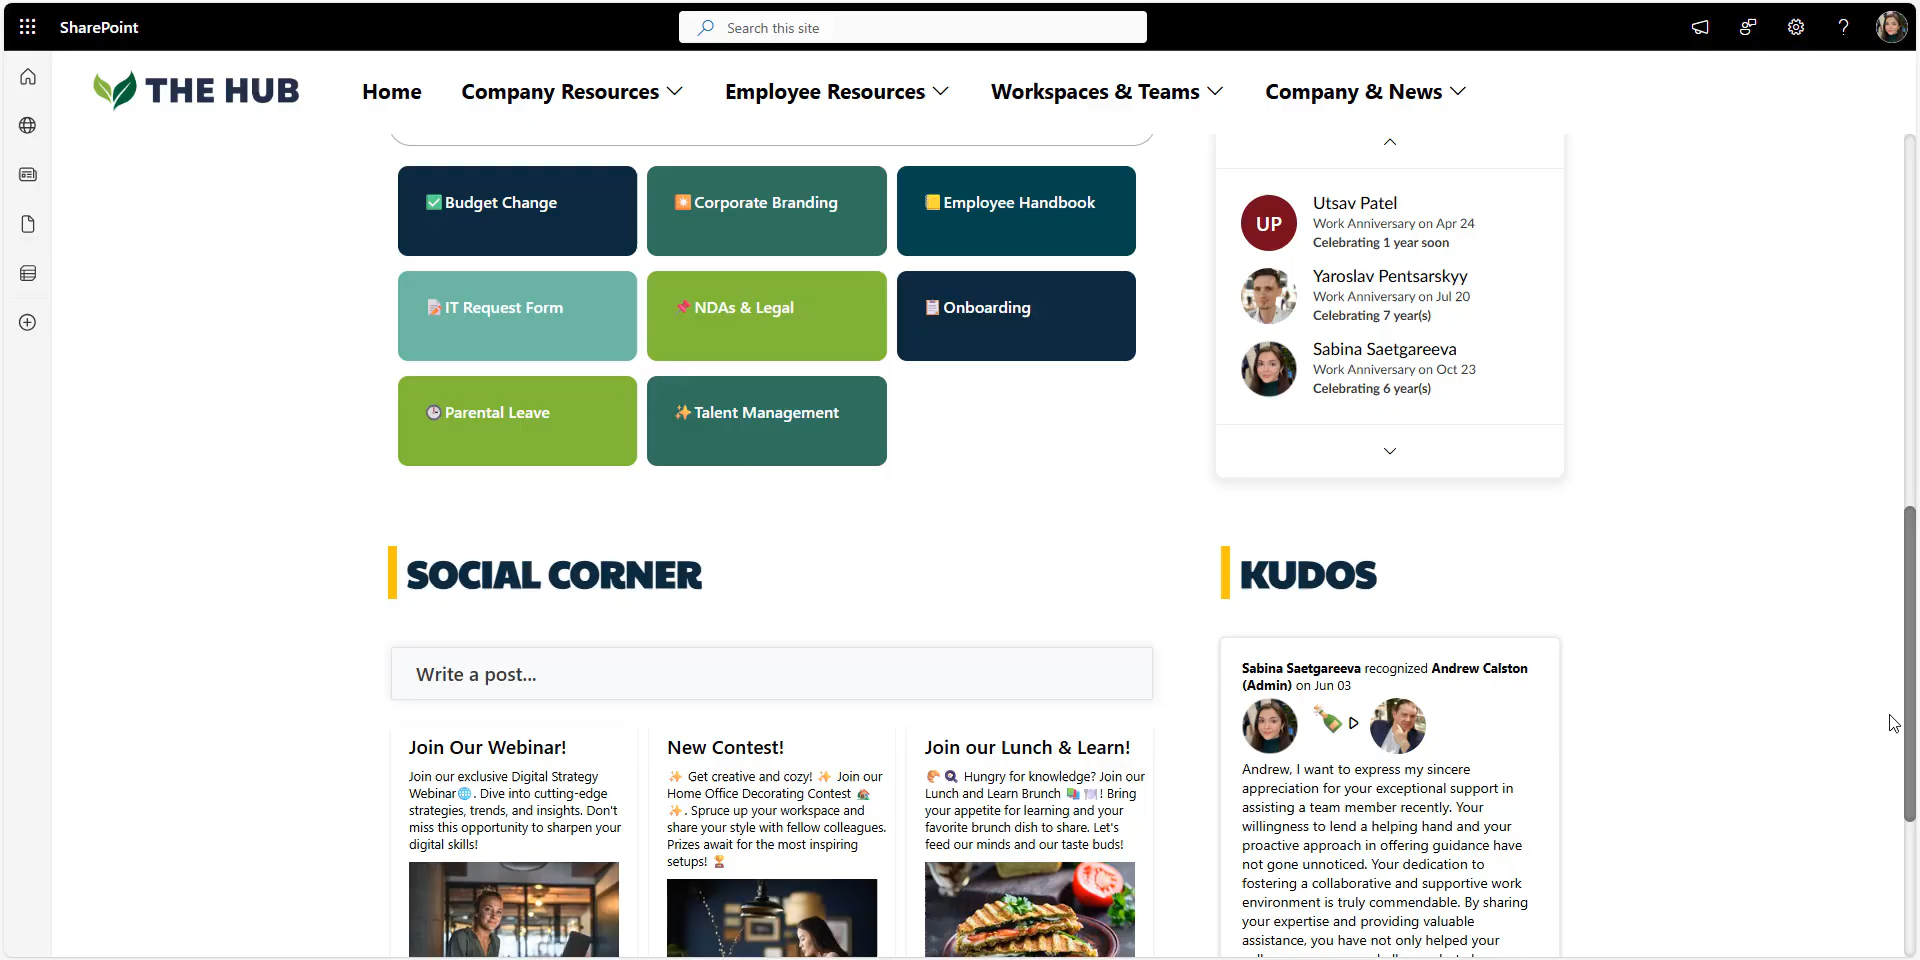 SharePoint
Search this site
THE HUB
Home
Company Resources
Employee Resources
Workspaces & Teams
Company & News
✅Budget Change
Corporate Branding
📒Employee Handbook
📝IT Request Form
📌NDAs & Legal
📋Onboarding
🕒Parental Leave
✨Talent Management
UP
Utsav Patel
Work Anniversary on Apr 24
Celebrating 1 year soon
Yaroslav Pentsarskyy
Work Anniversary on Jul 20
Celebrating 7 year(s)
Sabina Saetgareeva
Work Anniversary on Oct 23
Celebrating 6 year(s)
SOCIAL CORNER
Write a post...
Join Our Webinar!
Join our exclusive Digital Strategy
Webinar🌐. Dive into cutting-edge
strategies, trends, and insights. Don't
miss this opportunity to sharpen your
digital skills!
New Contest!
✨ Get creative and cozy! ✨ Join our
Home Office Decorating Contest 🏠
✨. Spruce up your workspace and
share your style with fellow colleagues.
Prizes await for the most inspiring
setups! 🏆
Join our Lunch & Learn!
🥐🍳 Hungry for knowledge? Join our
Lunch and Learn Brunch 📚🍽️! Bring
your appetite for learning and your
favorite brunch dish to share. Let's
feed our minds and our taste buds!
KUDOS
Sabina Saetgareeva recognized Andrew Calston
(Admin) on Jun 03
Andrew, I want to express my sincere
appreciation for your exceptional support in
assisting a team member recently. Your
willingness to lend a helping hand and your
proactive approach in offering guidance have
not gone unnoticed. Your dedication to
fostering a collaborative and supportive work
environment is truly commendable. By sharing
your expertise and providing valuable
assistance, you have not only helped your